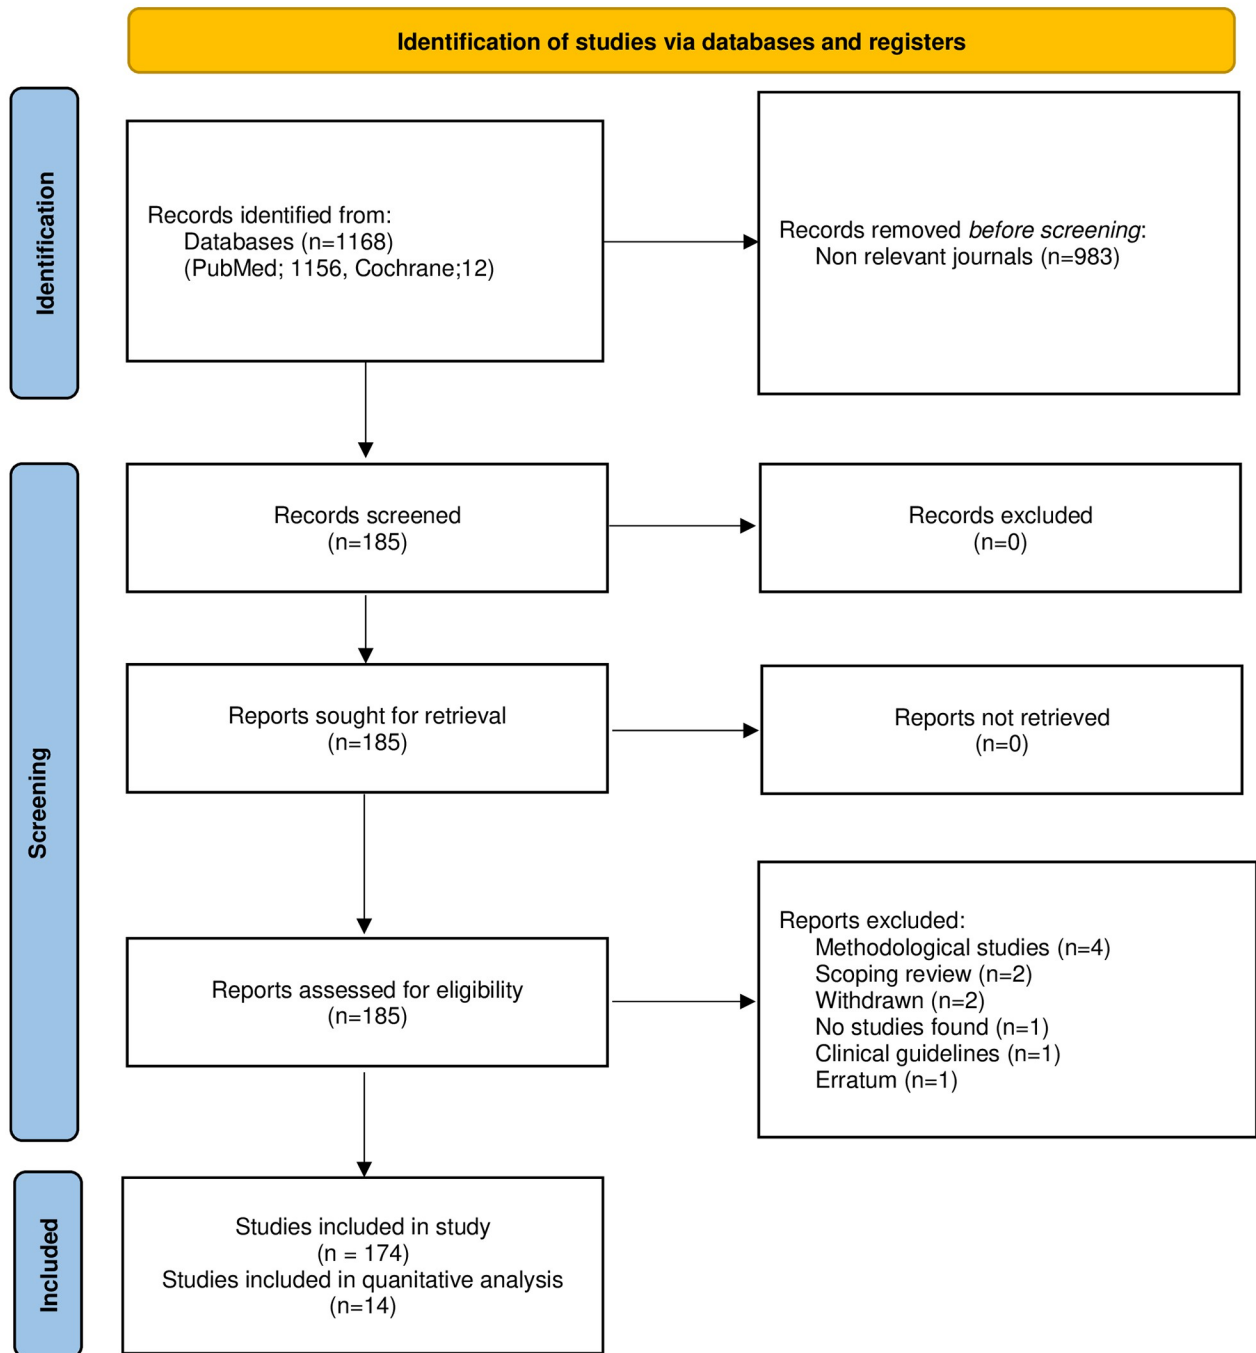 Identification of studies via databases and registers
Identification
Records identified from:
Databases (n=1168)
(PubMed; 1156, Cochrane;12)
Records removed before screening:
Non relevant journals (n=983)
Screening
Records screened
(n=185)
Records excluded
(n=0)
Reports sought for retrieval
(n=185)
Reports not retrieved
(n=0)
Reports assessed for eligibility
(n=185)
Reports excluded:
Methodological studies (n=4)
Scoping review (n=2)
Withdrawn (n=2)
No studies found (n=1)
Clinical guidelines (n=1)
Erratum (n=1)
Included
Studies included in study
(n = 174)
Studies included in quanitative analysis
(n=14)